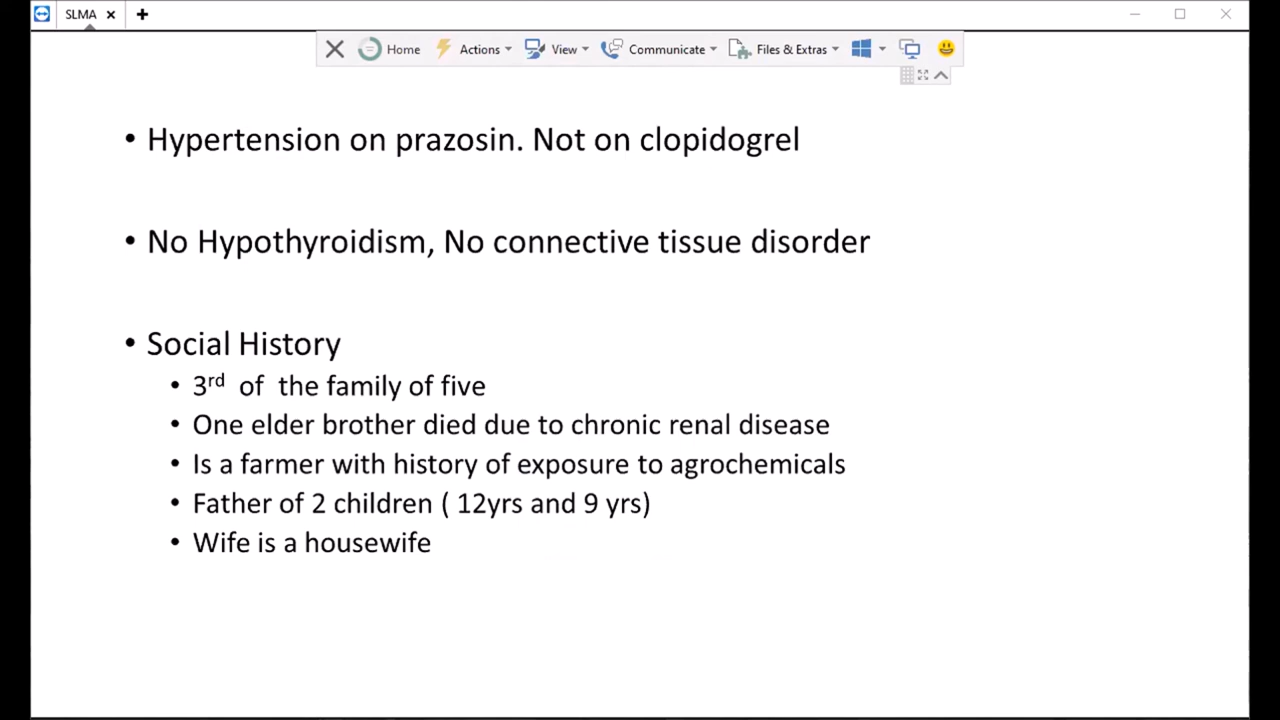 SLMA
Home Actions View Communicate Files & Extras
• Hypertension on prazosin. Not on clopidogrel
• No Hypothyroidism, No connective tissue disorder
• Social History
• 3rd of the family of five
• One elder brother died due to chronic renal disease
• Is a farmer with history of exposure to agrochemicals
• Father of 2 children ( 12yrs and 9 yrs)
• Wife is a housewife